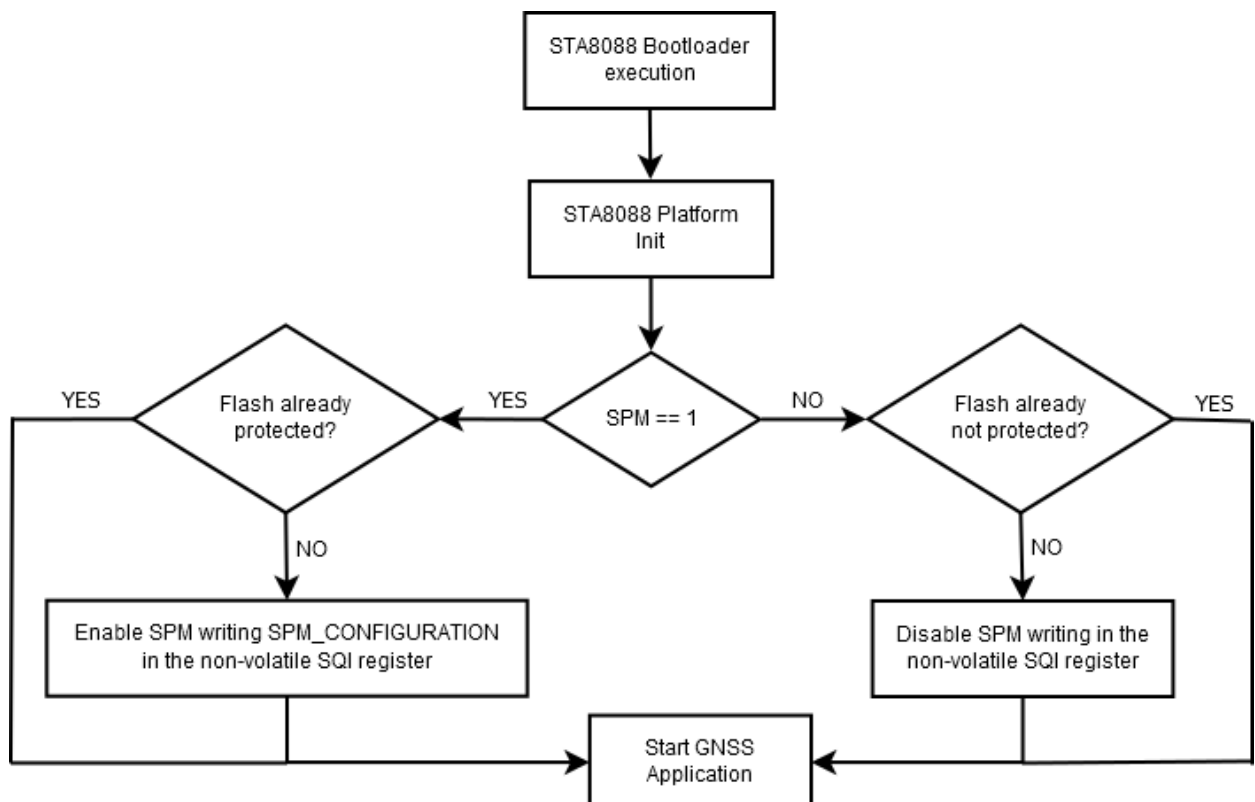 STA8088 Bootloader
execution
STA8088 Platform
Init
SPM == 1
YES
NO
Flash already
protected?
YES
NO
Flash already
not protected?
YES
NO
Enable SPM writing SPM_CONFIGURATION
in the non-volatile SQI register
Disable SPM writing in the
non-volatile SQI register
Start GNSS
Application